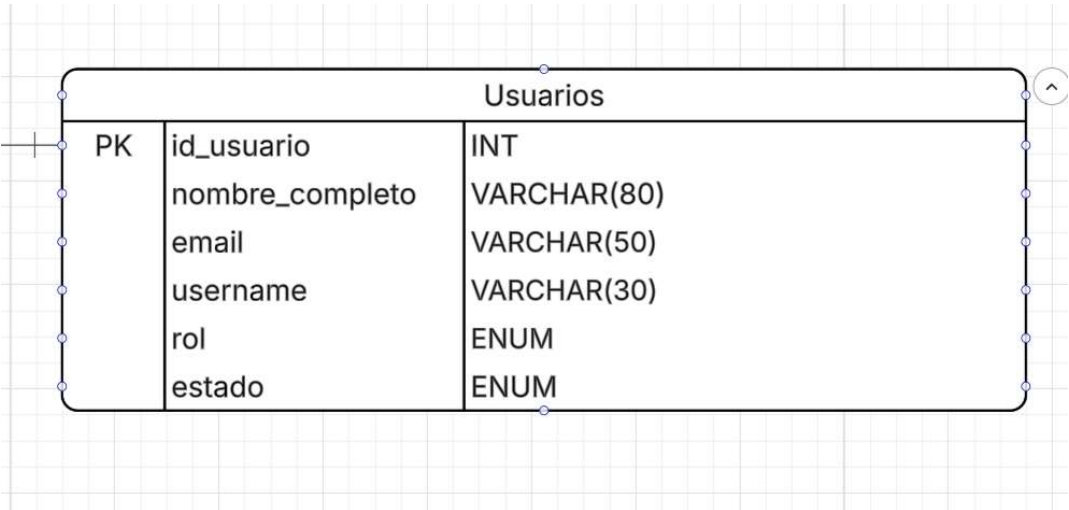 Usuarios
PK id_usuario INT
nombre_completo VARCHAR(80)
email VARCHAR(50)
username VARCHAR(30)
rol ENUM
estado ENUM